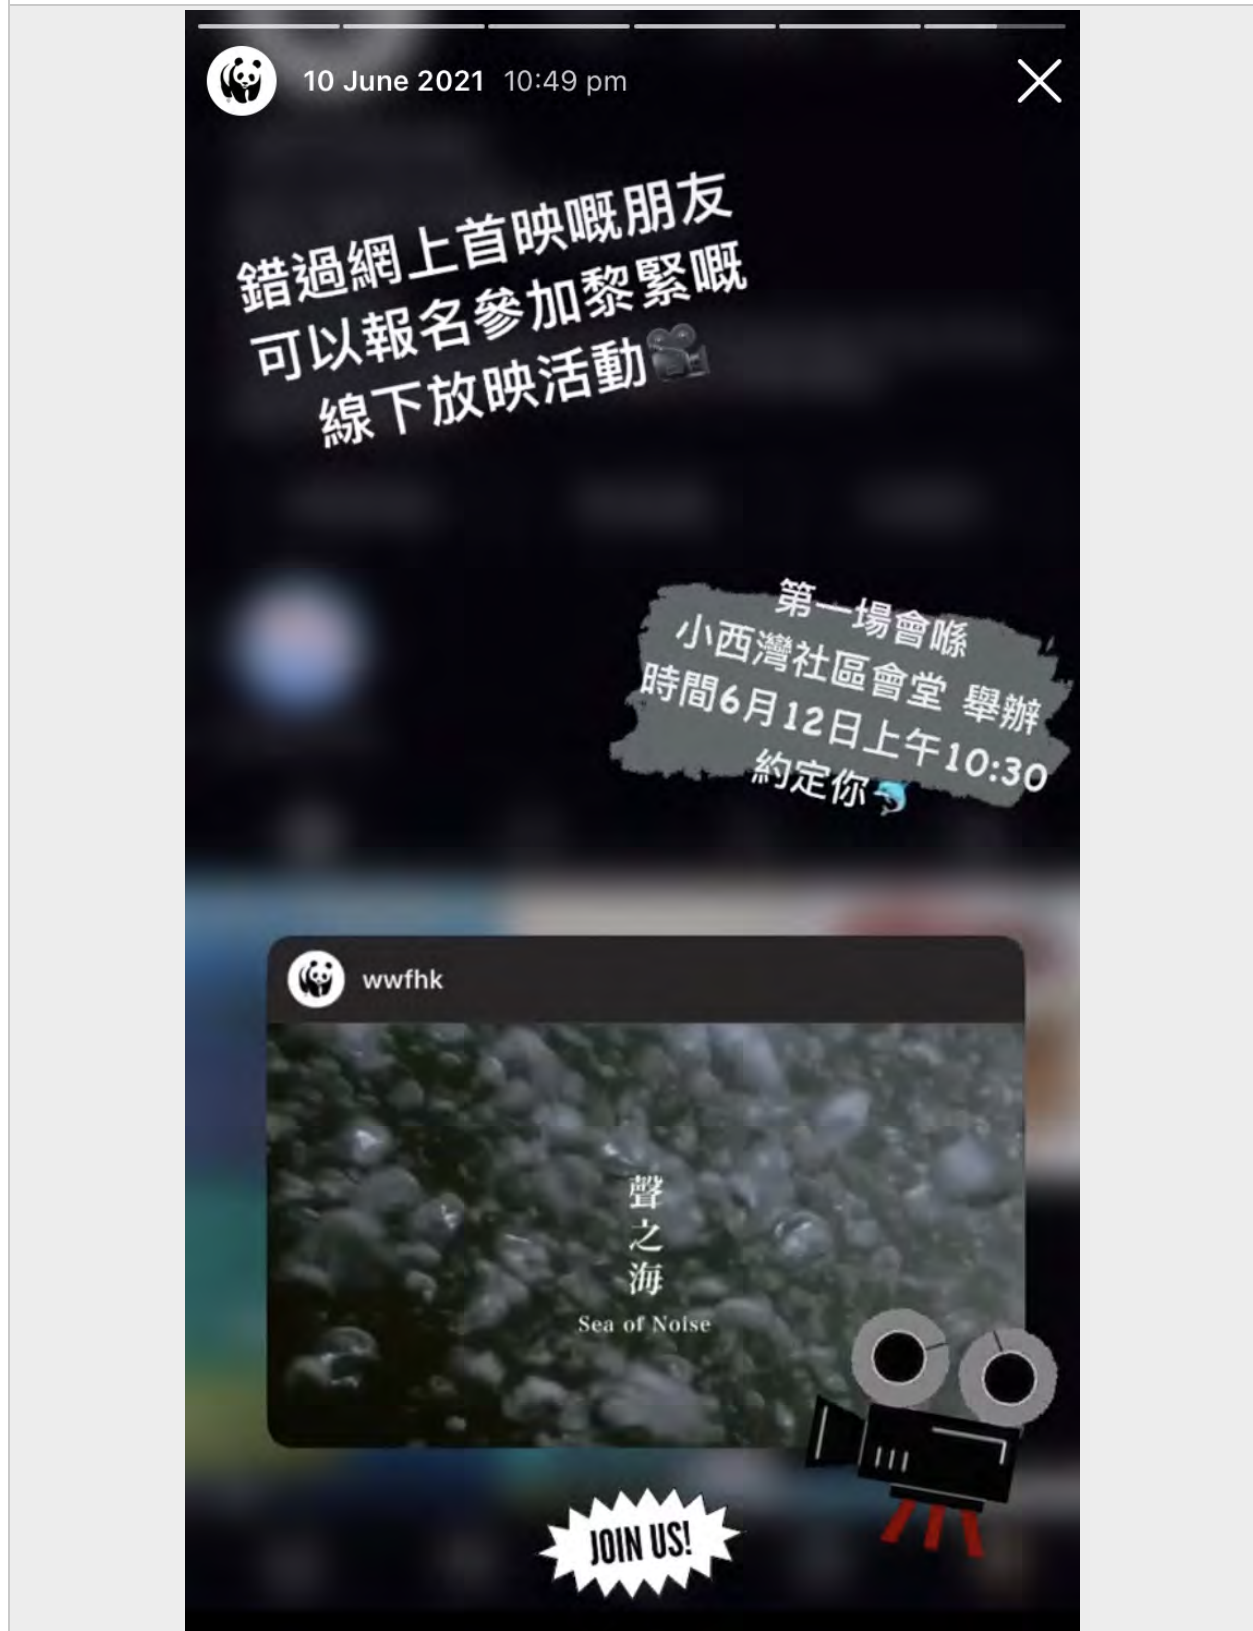 10 June 2021 10:49 pm
錯過網上首映嘅朋友
可以報名參加黎緊嘅
線下放映活動🎥
第一場會喺
小西灣社區會堂 舉辦
時間6月12日上午10:30
約定你🐬
wwfhk
聲
之
海
Sea of Noise
JOIN US!